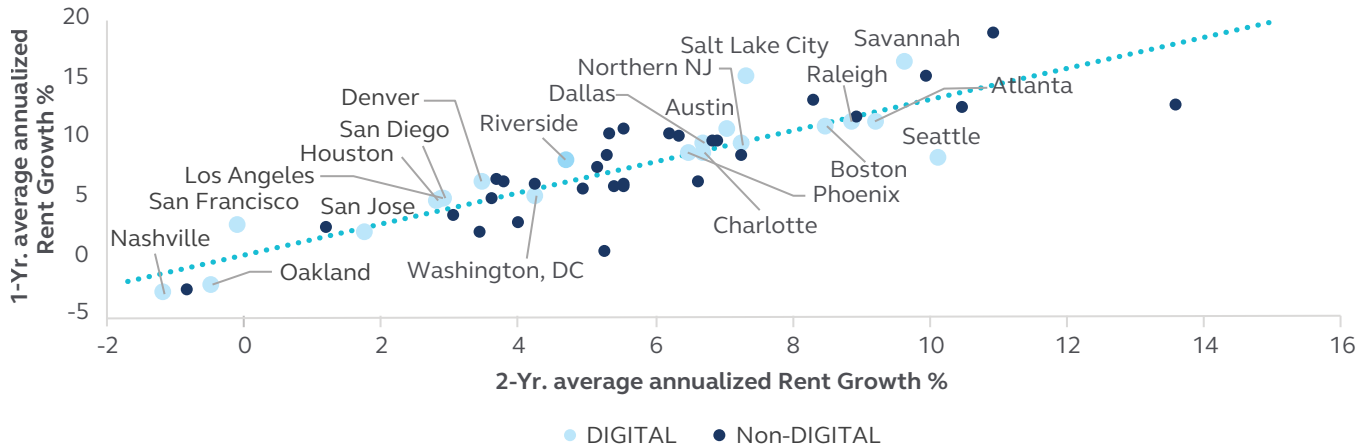 1-Yr. average annualized
Rent Growth %
20
15
10
5
0
-5
Salt Lake City
Savannah
Northern NJ
Raleigh
Denver
Dallas
Atlanta
San Diego
Riverside
Austin
Houston
Seattle
Los Angeles
Boston
San Francisco
San Jose
Phoenix
Charlotte
Nashville
Oakland
Washington, DC
-2
0
2
4
6
8
10
12
14
16
2-Yr. average annualized Rent Growth %
DIGITAL
Non-DIGITAL